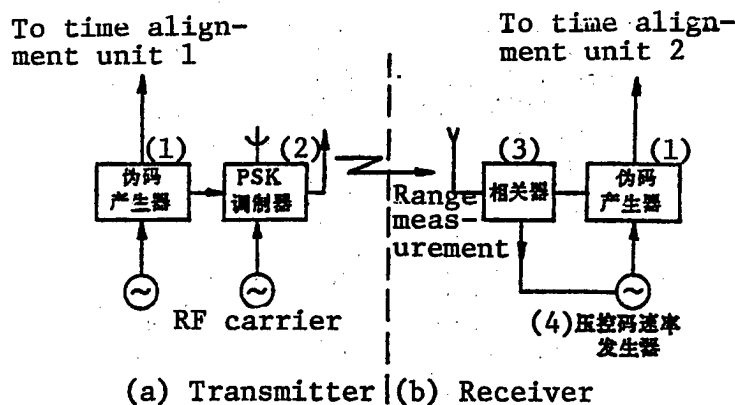 To time align-
ment unit 1
To time align-
ment unit 2
(1)
(2)
(3)
(1)
伪码
产生器
PSK
调制器
相关器
伪码
产生器
Range
meas-
urement
RF carrier
(4)压控码速率
发生器
(a) Transmitter
(b) Receiver